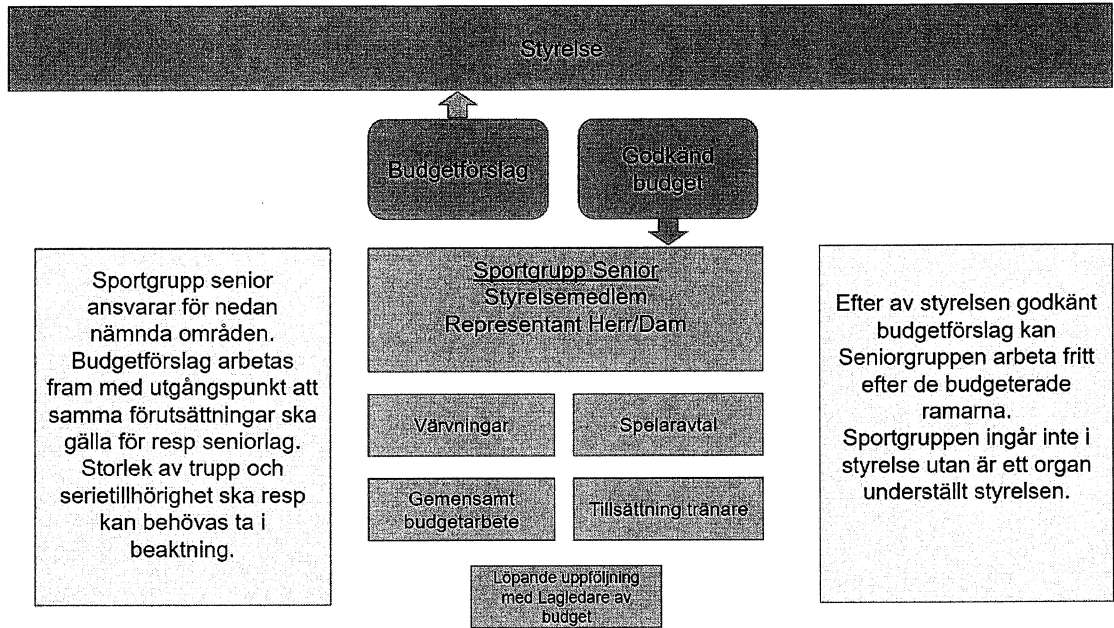 Styrelse
Budgetförslag
Godkänd
budget
Sportgrupp senior
ansvarar för nedan
nämnda områden.
Budgetförslag arbetas
fram med utgångspunkt att
samma förutsättningar ska
gälla för resp seniorlag.
Storlek av trupp och
serietillhörighet ska resp
kan behövas ta i
beaktning.
Sportgrupp Senior
Styrelsemedlem
Representant Herr/Dam
Värvningar
Spelaravtal
Gemensamt
budgetarbete
Tillsättning tränare
Löpande uppföljning
med Lagledare av
budget
Efter av styrelsen godkänt
budgetförslag kan
Seniorgruppen arbeta fritt
efter de budgeterade
ramarna.
Sportgruppen ingår inte i
styrelse utan är ett organ
underställt styrelsen.